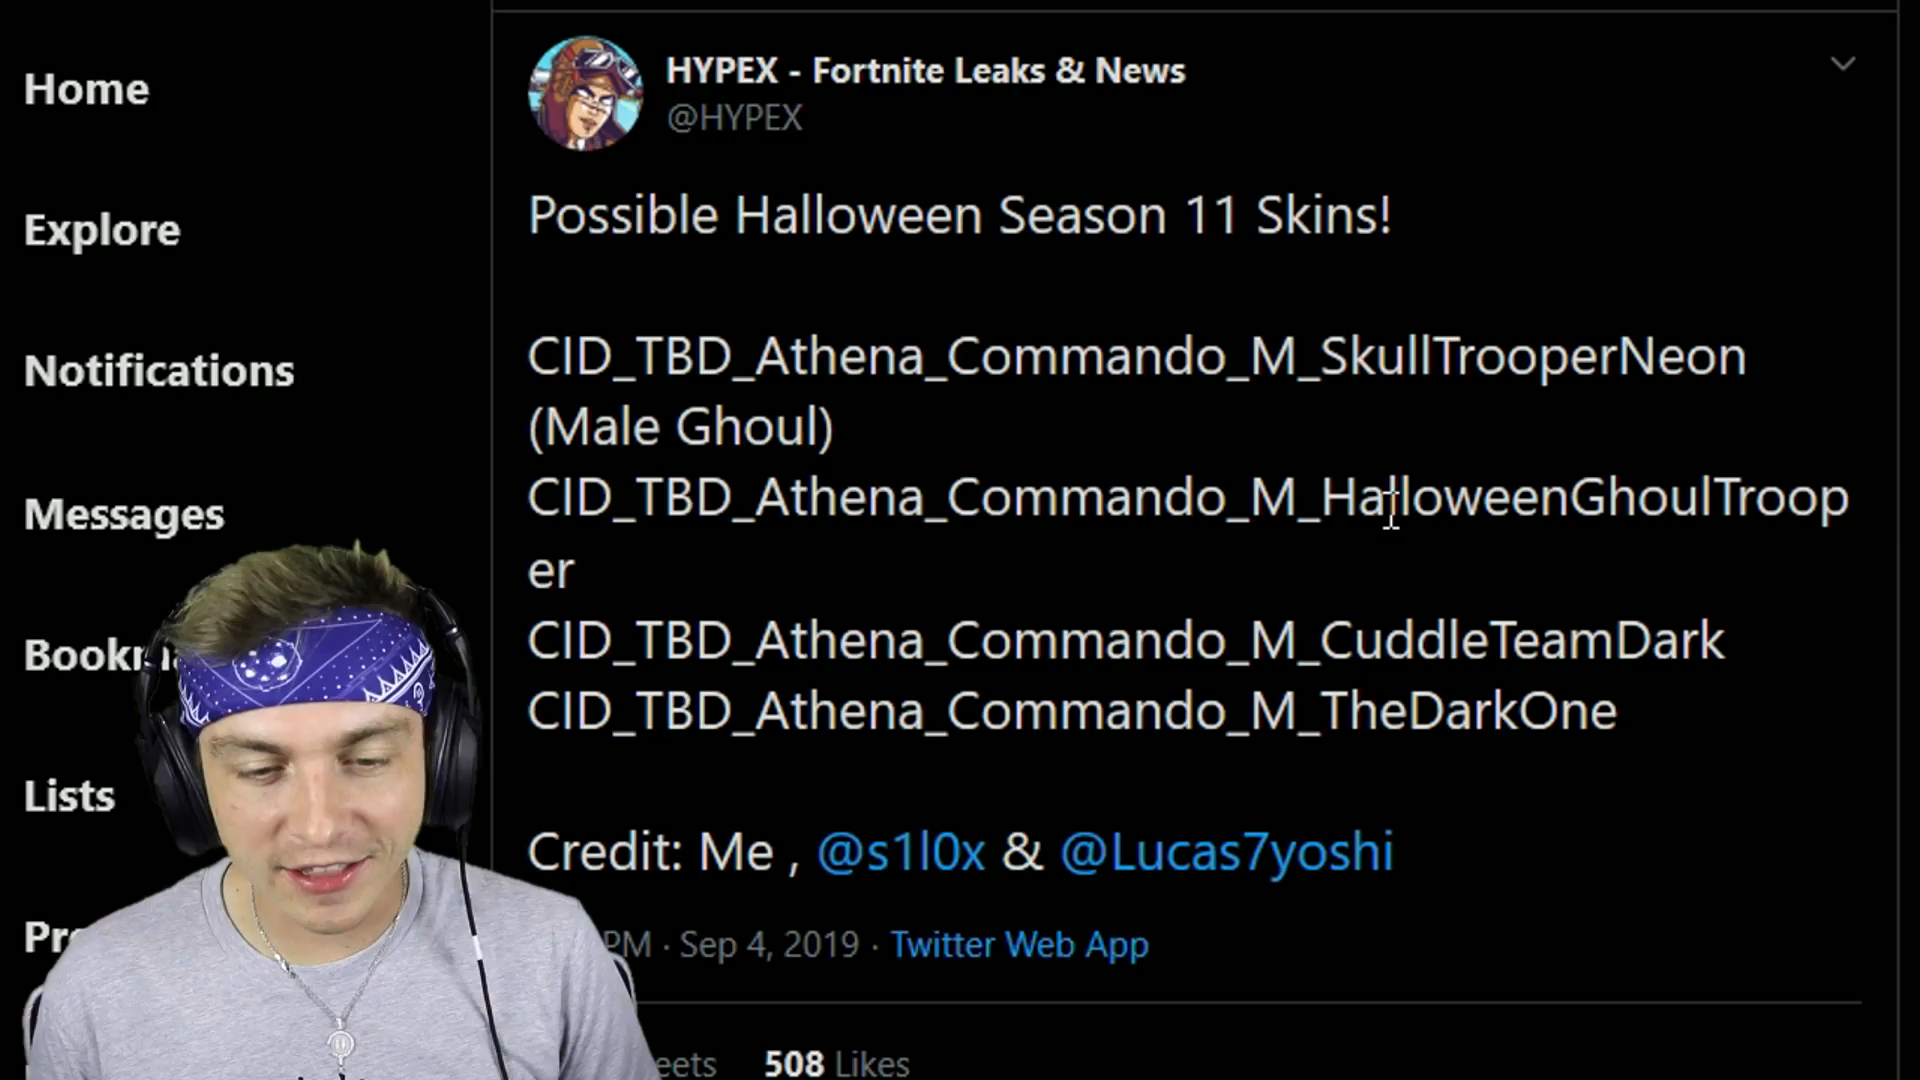 Home
Explore
Notifications
Messages
Lists
HYPEX - Fortnite Leaks & News
@HYPEX
Possible Halloween Season 11 Skins!
CID_TBD_Athena_Commando_M_SkullTrooperNeon
(Male Ghoul)
CID_TBD_Athena_Commando_M_HalloweenGhoulTroop
er
CID_TBD_Athena_Commando_M_CuddleTeamDark
CID_TBD_Athena_Commando_M_TheDarkOne
Credit: Me , @s1l0x & @Lucas7yoshi
PM · Sep 4, 2019 · Twitter Web App
508 Likes